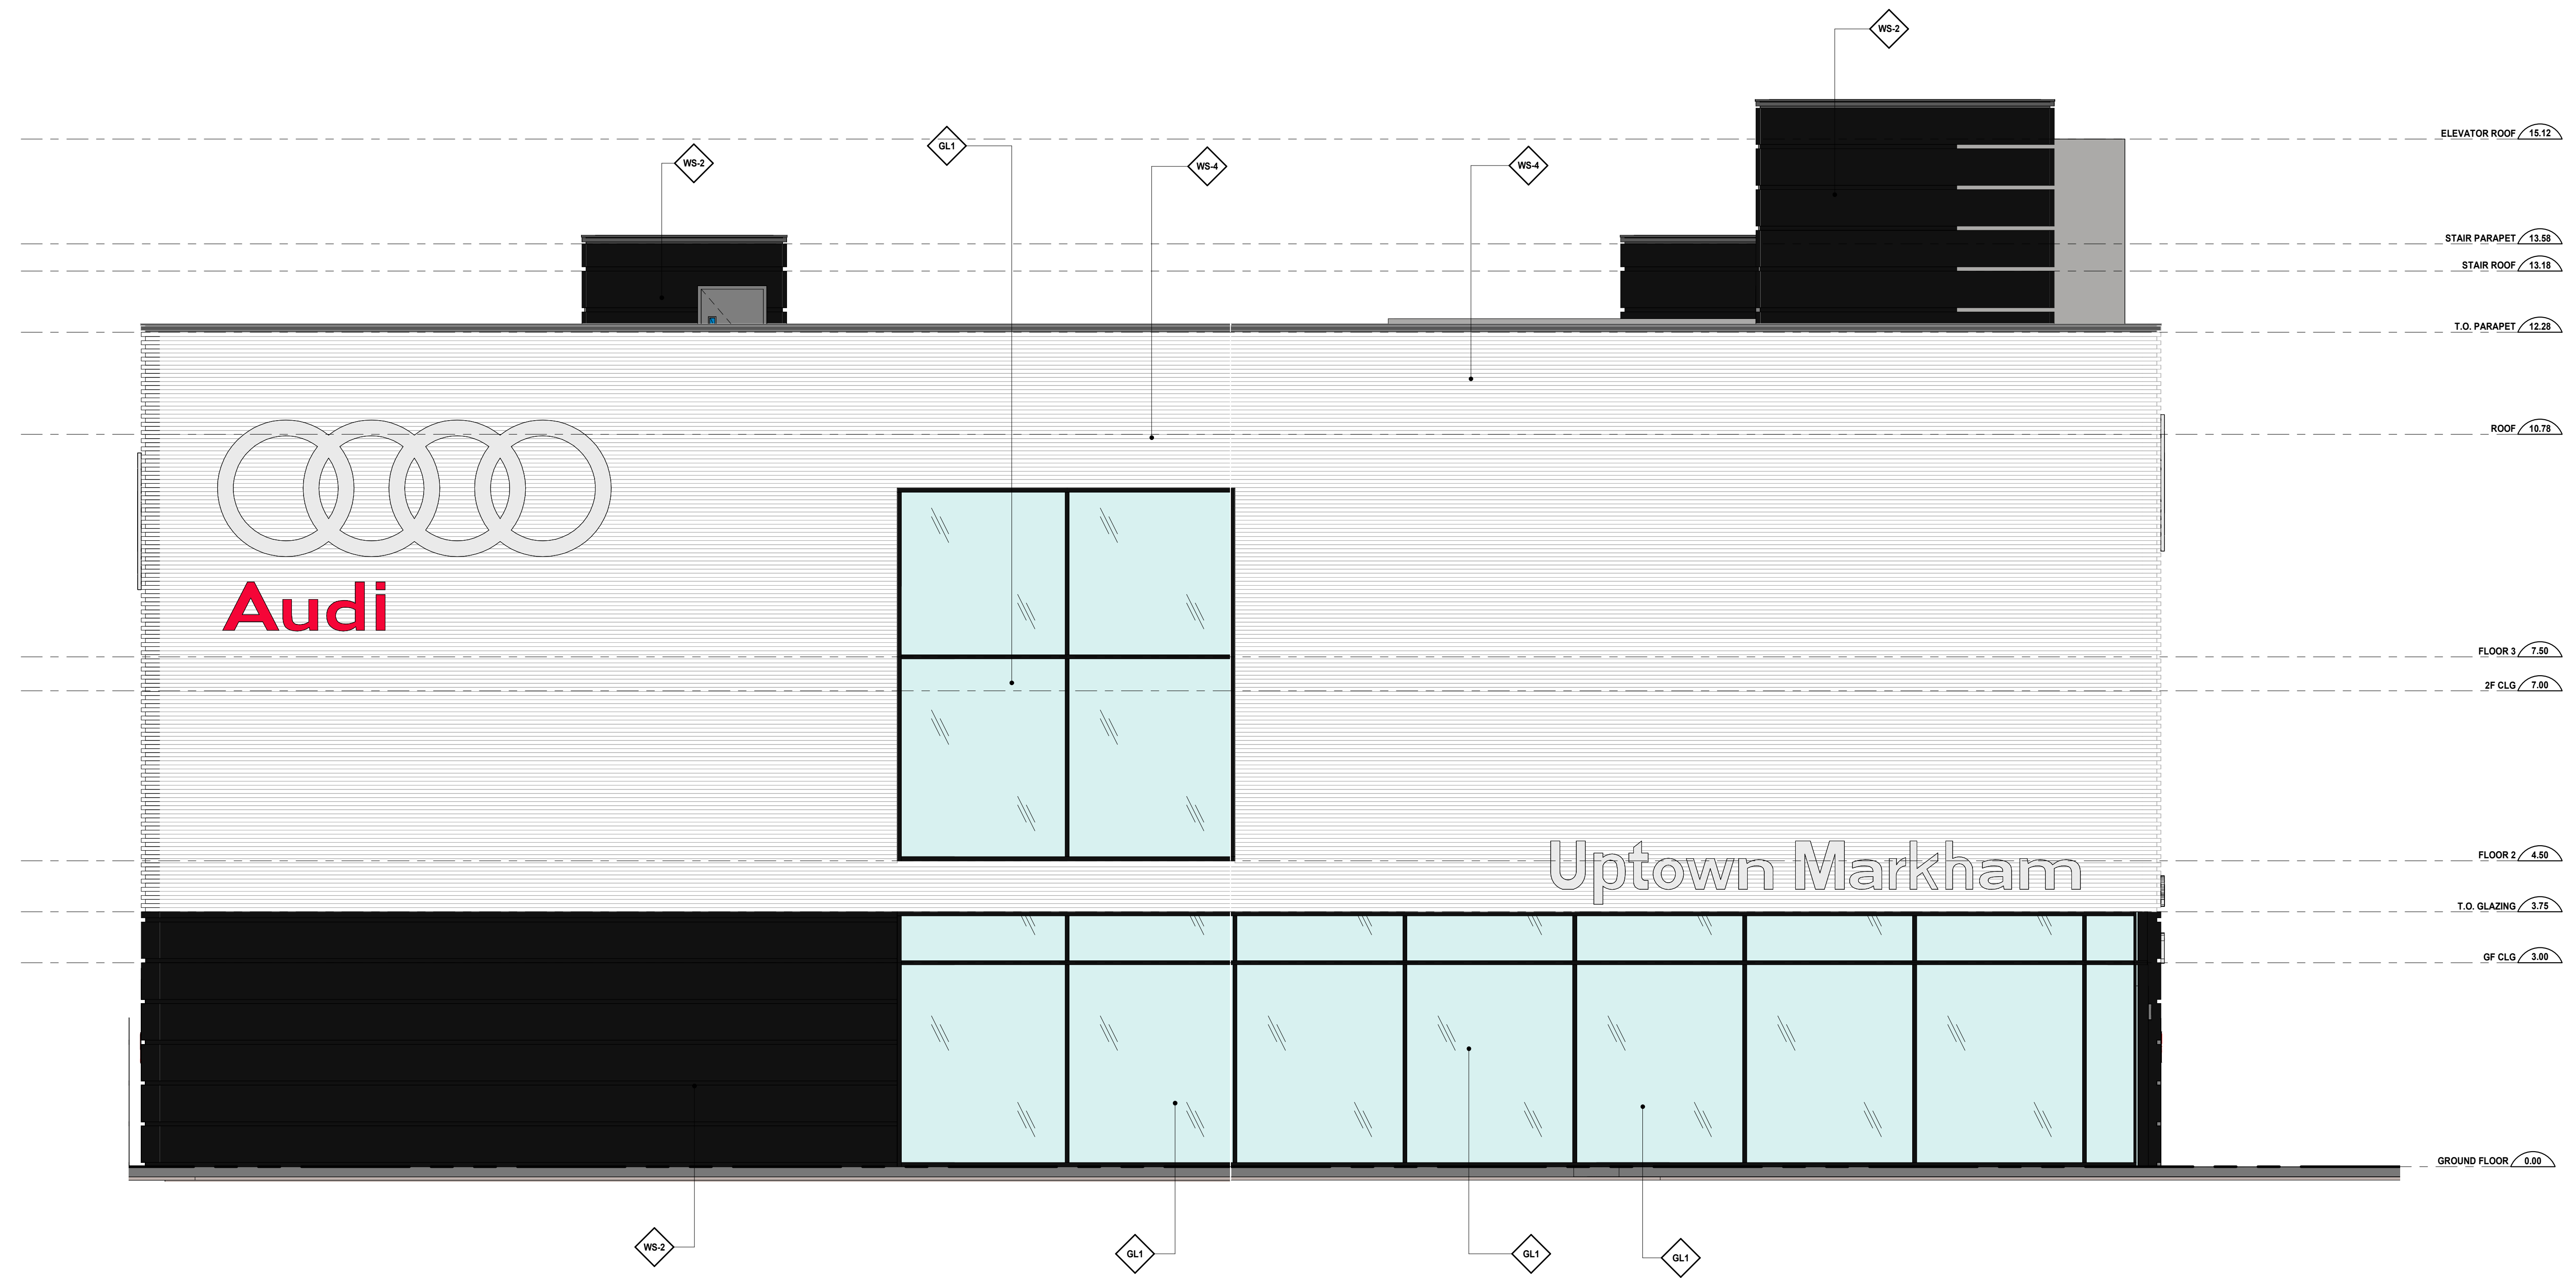 WS-2
ELEVATOR ROOF 15.12
GL1
WS-2
WS-4
WS-4
STAIR PARAPET 13.58
STAIR ROOF 13.18
T.O. PARAPET 12.28
ROOF 10.78
Audi
FLOOR 3 7.50
2F CLG 7.00
Uptown Markham
FLOOR 2 4.50
T.O. GLAZING 3.75
GF CLG 3.00
GROUND FLOOR 0.00
WS-2
GL1
GL1
GL1